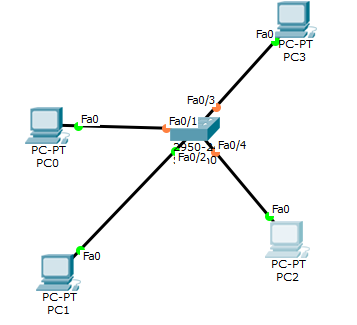 Fa0
PC-PT
PC3
Fa0/3
Fa0
Fa0/1
PC-PT
PC0
Fa0/4
Fa0/2
Fa0
PC-PT
PC2
Fa0
PC-PT
PC1